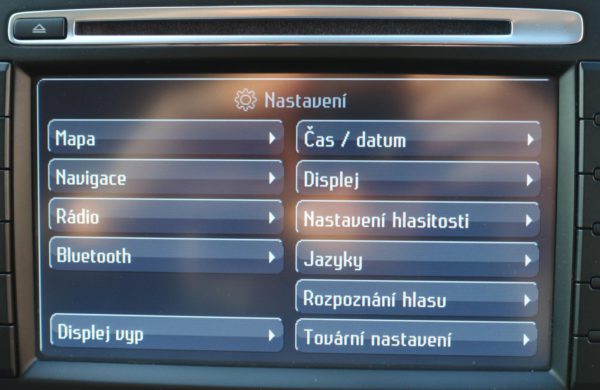 Nastavení
Mapa
Navigace
Rádio
Bluetooth
Displej vyp
Čas / datum
Displej
Nastavení hlasitosti
Jazyky
Rozpoznání hlasu
Tovární nastavení